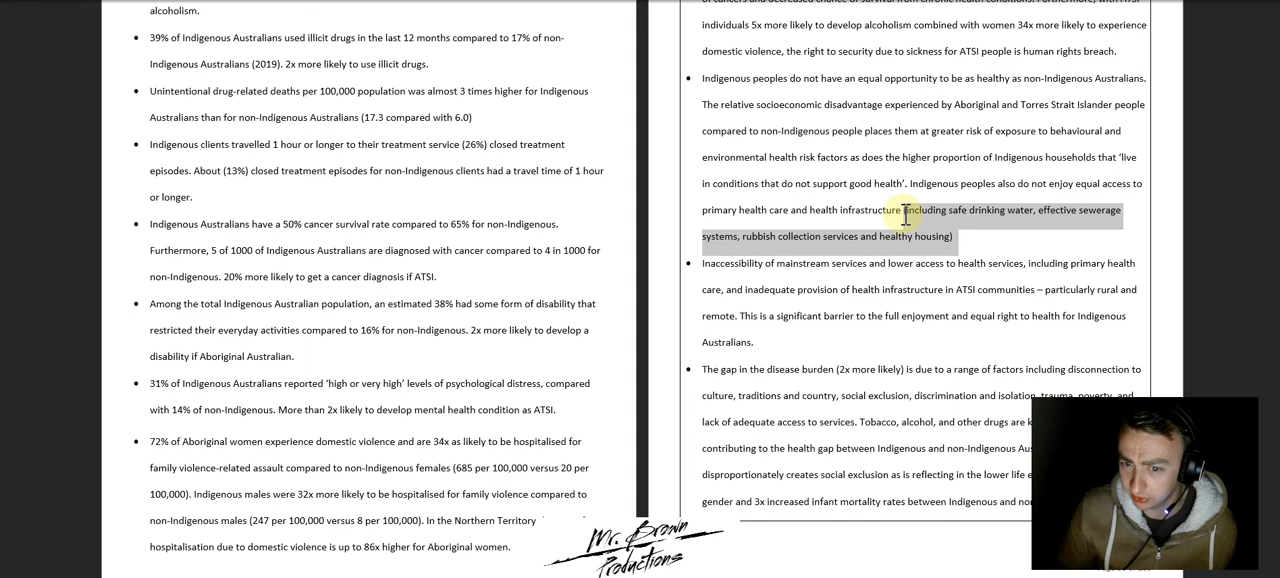 alcoholism.
• 39% of Indigenous Australians used illicit drugs in the last 12 months compared to 17% of non-
Indigenous Australians (2019). 2x more likely to use illicit drugs.
• Unintentional drug-related deaths per 100,000 population was almost 3 times higher for Indigenous
Australians than for non-Indigenous Australians (17.3 compared with 6.0)
• Indigenous clients travelled 1 hour or longer to their treatment service (26%) closed treatment
episodes. About (13%) closed treatment episodes for non-Indigenous clients had a travel time of 1 hour
or longer.
• Indigenous Australians have a 50% cancer survival rate compared to 65% for non-Indigenous.
Furthermore, 5 of 1000 of Indigenous are diagnosed with cancer compared to 4 in 1000 for
non-Indigenous. 20% more likely to get a cancer diagnosis if ATSI.
• Among the total Indigenous Australian population, an estimated 38% had some form of disability that
restricted their everyday activities compared to 16% for non-Indigenous. 2x more likely to develop a
disability if Aboriginal Australian.
• 31% of Indigenous Australians reported ‘high or very high’ levels of psychological distress, compared
with 14% of non-Indigenous. More than 2x likely to develop mental health condition as ATSI.
• 72% of Aboriginal women experience domestic violence and are 34x as likely to be hospitalised for
family violence-related assault compared to non-Indigenous females (685 per 100,000 versus 20 per
100,000). Indigenous males were 32x more likely to be hospitalised for family violence compared to
non-Indigenous males (247 per 100,000 versus 8 per 100,000). In the Northern Territory
hospitalisation due to domestic violence is up to 86x higher for Aboriginal women.
of cancers and decreased chance of survival from chronic health conditions. Furthermore, with ATSI
individuals 5x more likely to develop alcoholism combined with women 34x more likely to experience
domestic violence, the right to security due to sickness for ATSI people is human rights breach.
• Indigenous peoples do not have an equal opportunity to be as healthy as non-Indigenous Australians.
The relative socioeconomic disadvantage experienced by Aboriginal and Torres Strait Islander people
compared to non-Indigenous people places them at greater risk of exposure to behavioural and
environmental health risk factors as does the higher proportion of Indigenous households that ‘live
in conditions that do not support good health’. Indigenous peoples also do not enjoy equal access to
primary health care and health infrastructure (including safe drinking water, effective sewerage
systems, rubbish collection services and healthy housing)
• Inaccessibility of mainstream services and lower access to health services, including primary health
care, and inadequate provision of health infrastructure in ATSI communities – particularly rural and
remote. This is a significant barrier to the full enjoyment and equal right to health for Indigenous
Australians.
• The gap in the disease burden (2x more likely) is due to a range of factors including disconnection to
culture, traditions and country, social exclusion, discrimination and isolation, trauma, poverty, and
lack of adequate access to services. Tobacco, alcohol, and other drugs are k
contributing to the health gap between Indigenous and non-Indigenous Aus
disproportionately creates social exclusion as is reflecting in the lower life e
gender and 3x increased infant mortality rates between Indigenous and no
Mr. Brown
Productions